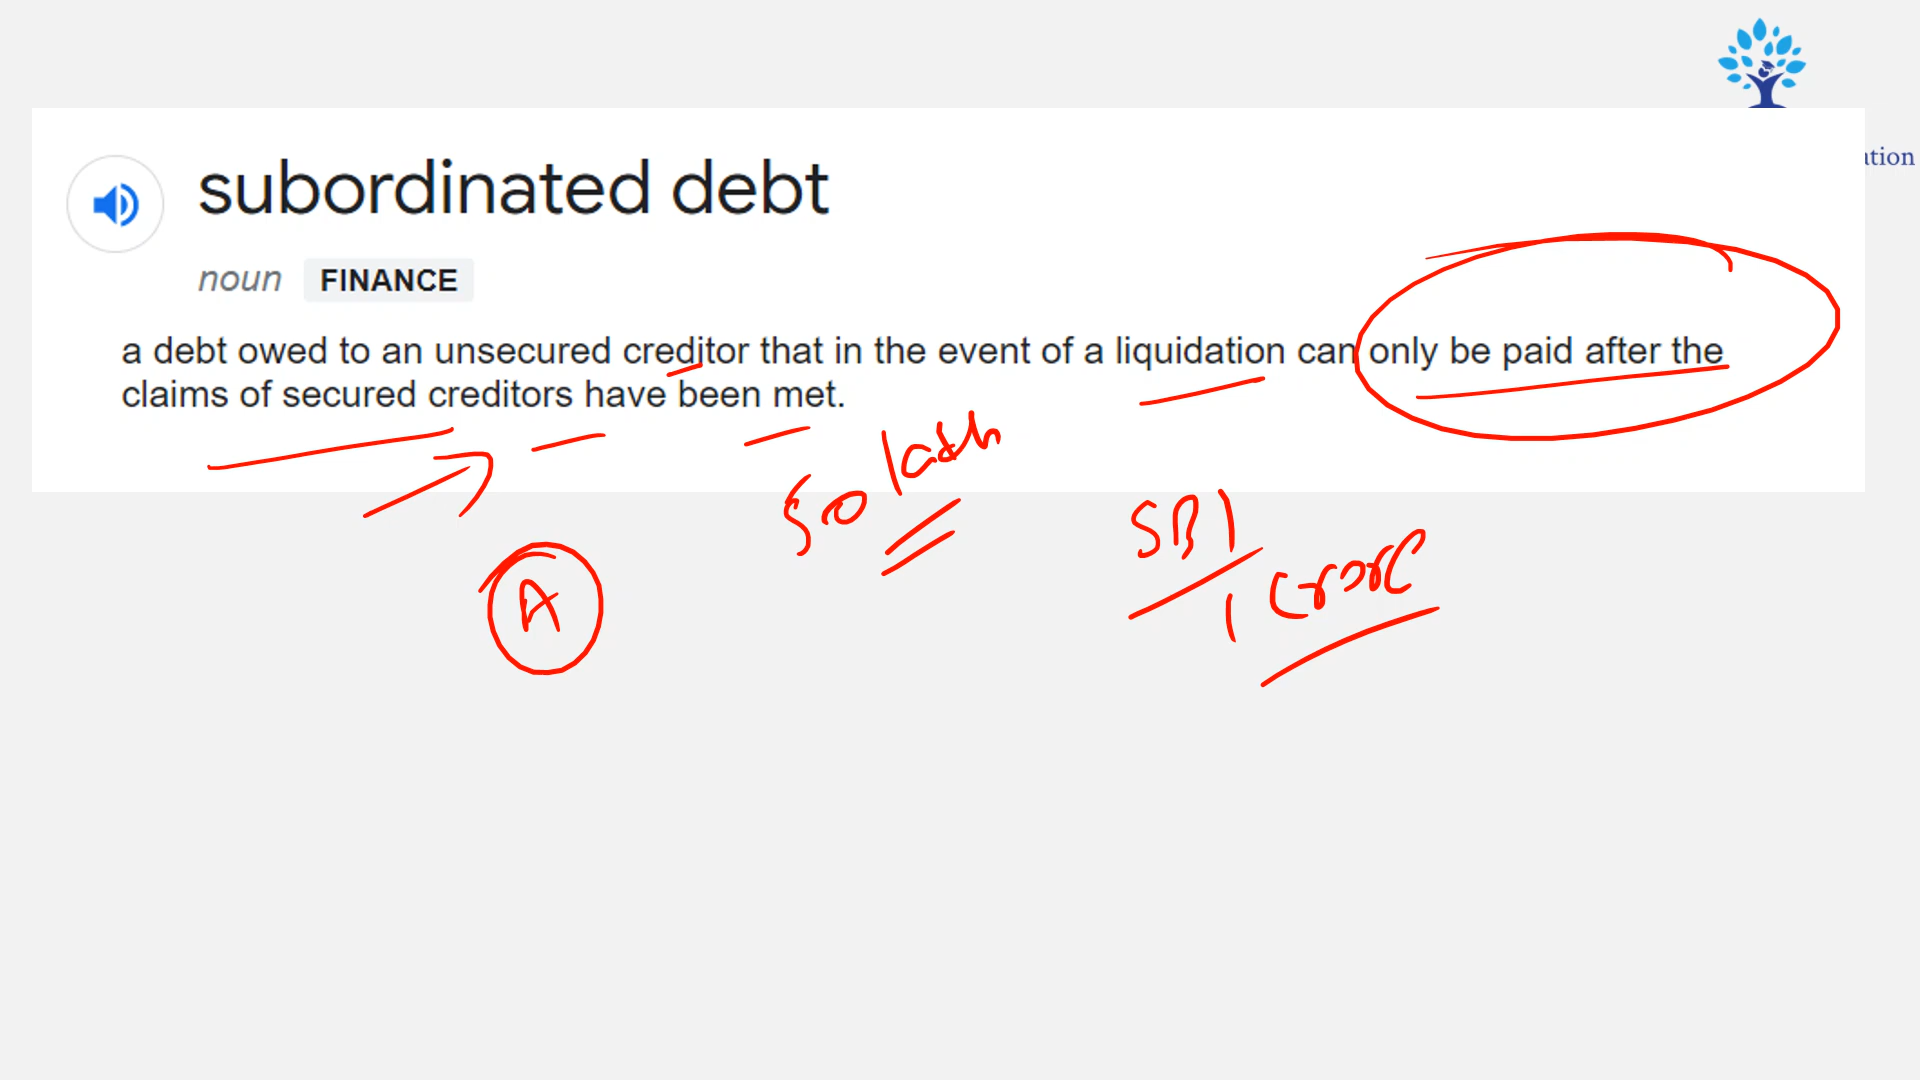 ation
subordinated debt
noun FINANCE
a debt owed to an unsecured creditor that in the event of a liquidation can only be paid after the
claims of secured creditors have been met.
50 lakh
SBI
1 crore
A